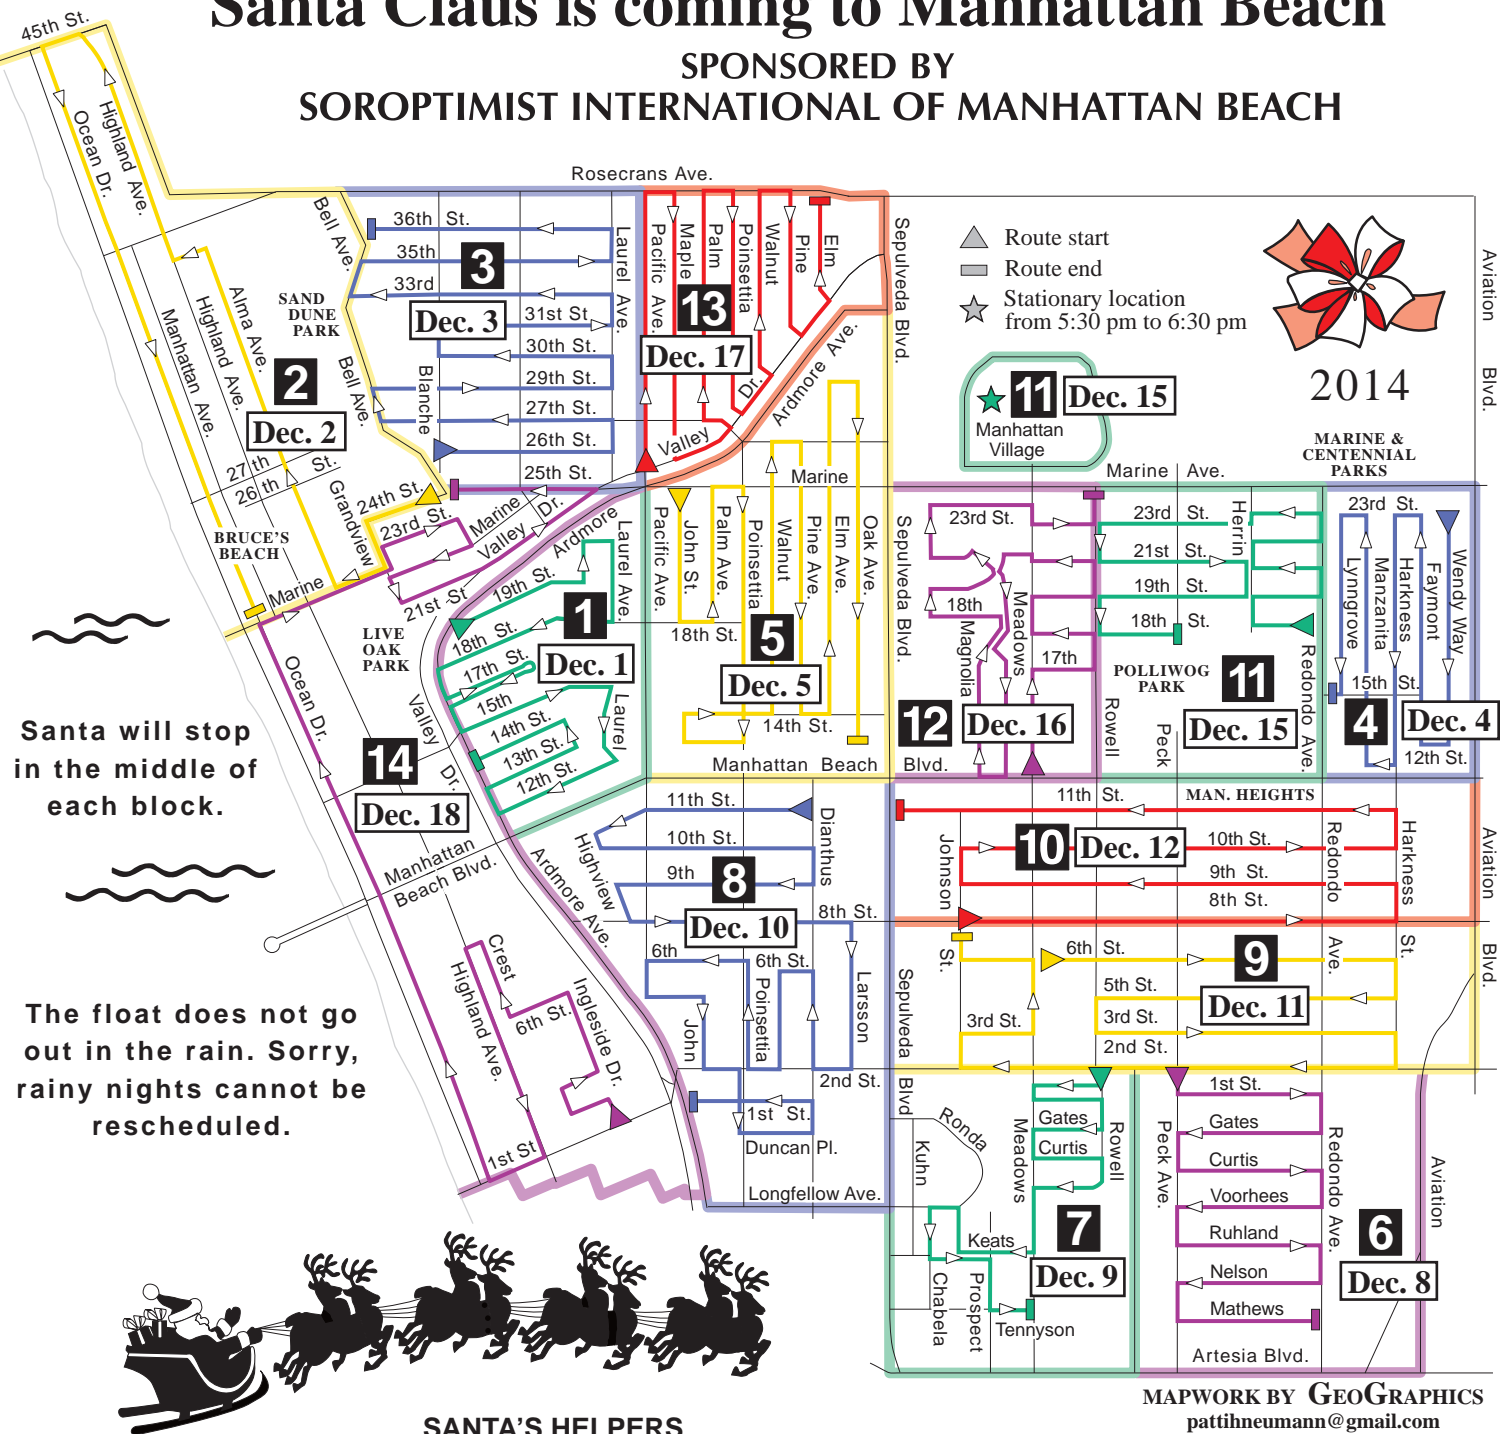 Santa Claus is coming to Manhattan Beach
SPONSORED BY
SOROPTIMIST INTERNATIONAL OF MANHATTAN BEACH
45th St.
Ocean Dr.
Highland Ave.
Rosecrans Ave.
Bell Ave.
36th St.
35th
33rd
31st St.
30th St.
29th St.
27th St.
26th St.
25th St.
3
Dec. 3
Laurel Ave.
Blanche
SAND
DUNE
PARK
Bell Ave.
Alma Ave.
Highland Ave.
Manhattan Ave.
2
Dec. 2
27th
26th St.
Grandview
24th St.
23rd St.
BRUCE'S
BEACH
Marine
Marine
Valley Dr.
21st St
Pacific Ave.
Maple
Palm
Poinsettia
Walnut
Pine
Elm
13
Dec. 17
Valley
Dr.
Ardmore Ave.
Sepulveda Blvd.
Route start
Route end
Stationary location
from 5:30 pm to 6:30 pm
11
Dec. 15
Manhattan
Village
2014
Aviation
Blvd.
MARINE &
CENTENNIAL
PARKS
Marine Ave.
Marine
Ardmore
Laurel Ave.
19th St.
18th St.
17th St.
15th
14th St.
13th St.
12th St.
Laurel
1
Dec. 1
LIVE
OAK
PARK
Valley
Dr.
Pacific Ave.
John St.
Palm Ave.
Poinsettia
Walnut
Pine Ave.
Elm Ave.
Oak Ave.
18th St.
5
Dec. 5
14th St.
Manhattan Beach Blvd.
Sepulveda Blvd.
23rd St.
18th
Magnolia
Meadows
17th
12
Dec. 16
Rowell
23rd St.
21st St.
19th St.
18th St.
Herrin
POLLIWOG
PARK
11
Dec. 15
Peck
Redondo Ave.
23rd St.
Lynngrove
Manzanita
Harkness
Faymont
Wendy Way
15th St.
4
Dec. 4
12th St.
Santa will stop
in the middle of
each block.
Ocean Dr.
14
Dec. 18
Manhattan
Beach Blvd.
Ardmore Ave.
Crest
Highland Ave.
6th St.
Ingleside Dr.
1st St
The float does not go
out in the rain. Sorry,
rainy nights cannot be
rescheduled.
11th St.
10th St.
9th
8th St.
Highview
Dianthus
8
Dec. 10
6th
6th St.
John
Poinsettia
Larsson
2nd St.
1st St.
Duncan Pl.
Longfellow Ave.
Sepulveda
Blvd
11th St.
MAN. HEIGHTS
10
Dec. 12
10th St.
9th St.
8th St.
Johnson
St.
Redondo
Ave.
Harkness
St.
Aviation
Blvd.
6th St.
5th St.
3rd St.
3rd St.
2nd St.
9
Dec. 11
Ronda
Kuhn
Gates
Curtis
Meadows
Rowell
Keats
7
Dec. 9
Chabela
Prospect
Tennyson
1st St.
Gates
Curtis
Voorhees
Ruhland
Nelson
Mathews
Peck Ave.
Redondo Ave.
Aviation
6
Dec. 8
Artesia Blvd.
MAPWORK BY GEOGRAPHICS
pattihneumann@gmail.com
SANTA'S HELPERS